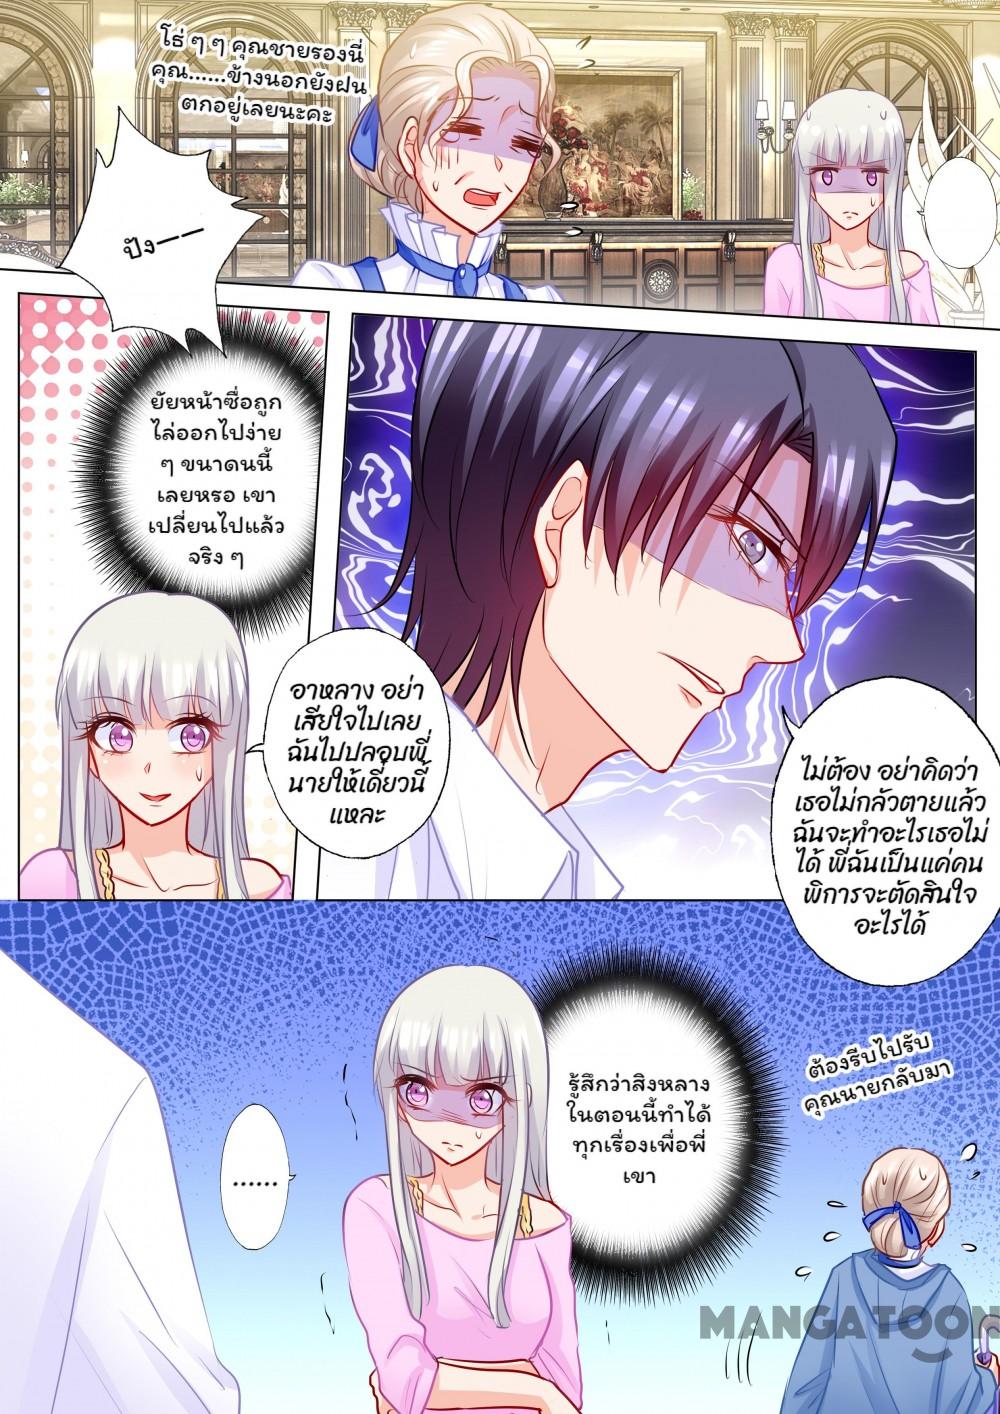 โธ่ ๆ ๆ คุณชายรองนี่
คุณ......ข้างนอกยังฝน
ตกอยู่เลยนะคะ
ปัง——
ยัยหน้าซื่อถูก
ไล่ออกไปง่าย
ๆ ขนาดนนี้
เลยหรอ เขา
เปลี่ยนไปแล้ว
จริง ๆ
อาหลาง อย่า
เสียใจไปเลย
ฉันไปปลอบพี่
นายให้เดี๋ยวนี้
แหละ
ไม่ต้อง อย่าคิดว่า
เธอไม่กลัวตายแล้ว
ฉันจะทำอะไรเธอไม่
ได้ พี่ฉันเป็นแค่คน
พิการจะตัดสินใจ
อะไรได้
......
รู้สึกว่าสิงหลาง
ในตอนนี้ทำได้
ทุกเรื่องเพื่อพี่
เขา
ต้องรีบไปรับ
คุณนายกลับมา
MANGATOON